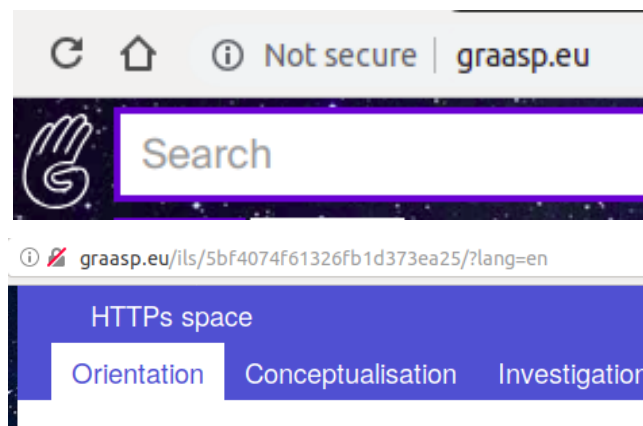 Not secure | graasp.eu
Search
graasp.eu/ils/5bf4074f61326fb1d373ea25/?lang=en
HTTPs space
Orientation Conceptualisation Investigation